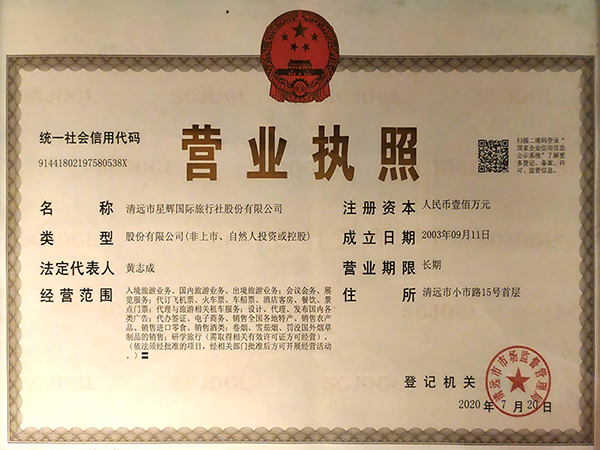 统一社会信用代码
91441802197580538X
营业执照
扫描二维码登录“
国家企业信用信息
公示系统”了解更
多登记、备案、许
可、监管信息。
名称 清远市星辉国际旅行社股份有限公司
类型 股份有限公司(非上市、自然人投资或控股)
法定代表人 黄志成
经营范围 入境旅游业务、国内旅游业务、出境旅游业务;会议会务、展
览服务;代订飞机票、火车票、车船票、酒店客房、餐饮、景
点门票;代理与旅游相关租车服务;设计、代理、发布国内各
类广告;代办签证、电子商务、销售全国各地特产、销售农产
品、销售进口零食、销售酒类;卷烟、雪茄烟、罚没国外烟草
制品的销售;研学旅行(需取得相关有效许可证方可经营)。
(依法须经批准的项目,经相关部门批准后方可开展经营活动
。)
注册资本 人民币壹佰万元
成立日期 2003年09月11日
营业期限 长期
住所 清远市小市路15号首层
登记机关
清远市市场监督管理局
2020年7月20日
SCJDGL
SCJDGL
SCJDGL